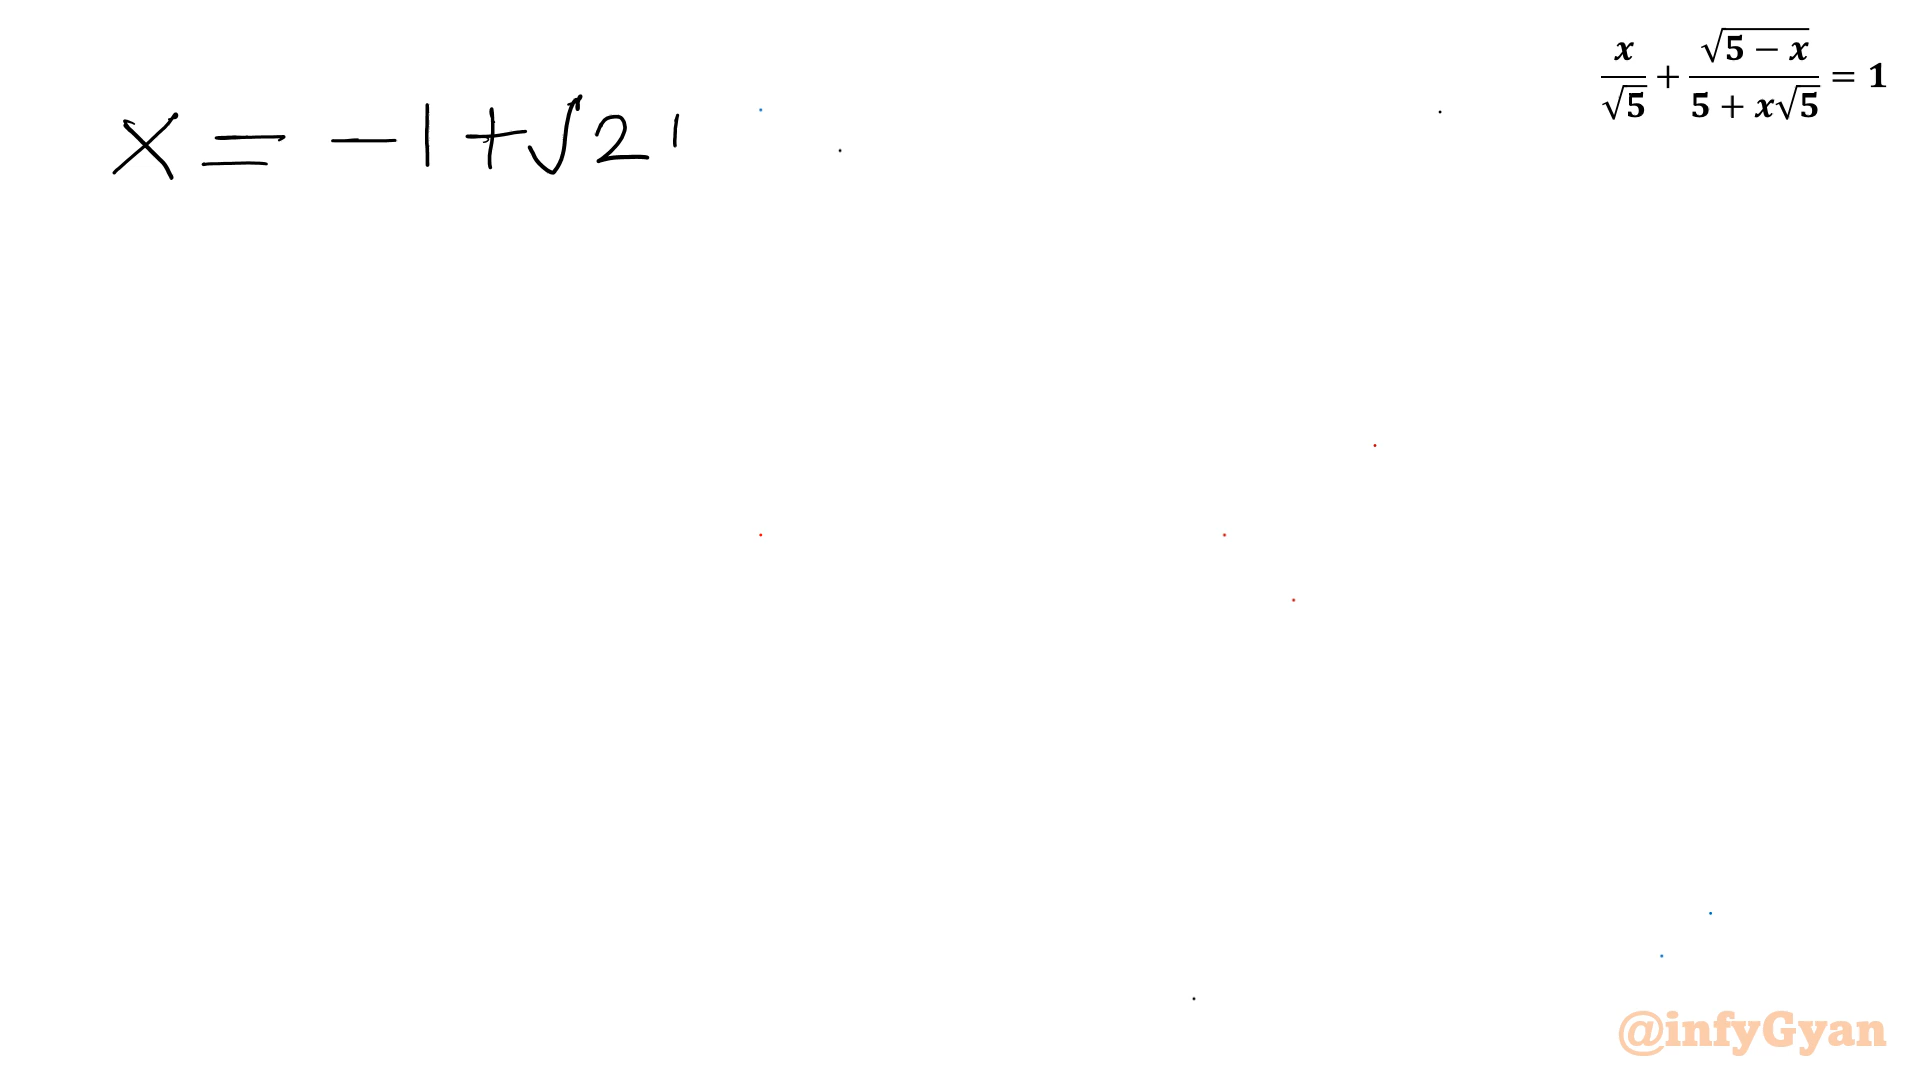 x = -1 + √21
x/√5 + √(5 − x)/(5 + x√5) = 1
@infyGyan